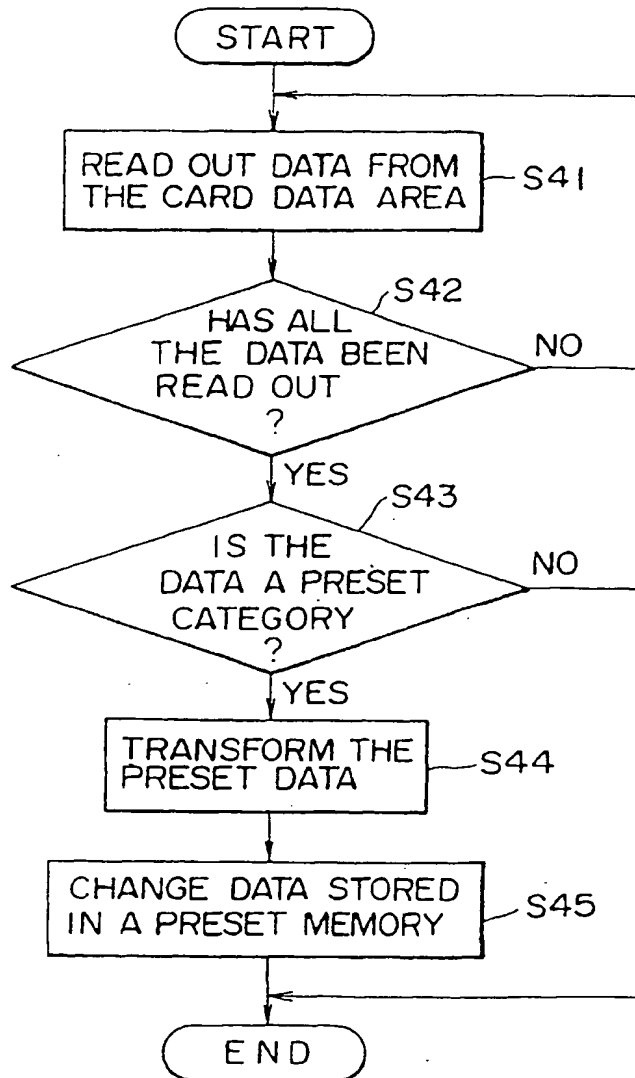 START
READ OUT DATA FROM
THE CARD DATA AREA
S41
S42
HAS ALL
THE DATA BEEN
READ OUT
?
NO
YES
S43
IS THE
DATA A PRESET
CATEGORY
?
NO
YES
TRANSFORM THE
PRESET DATA
S44
CHANGE DATA STORED
IN A PRESET MEMORY
S45
END